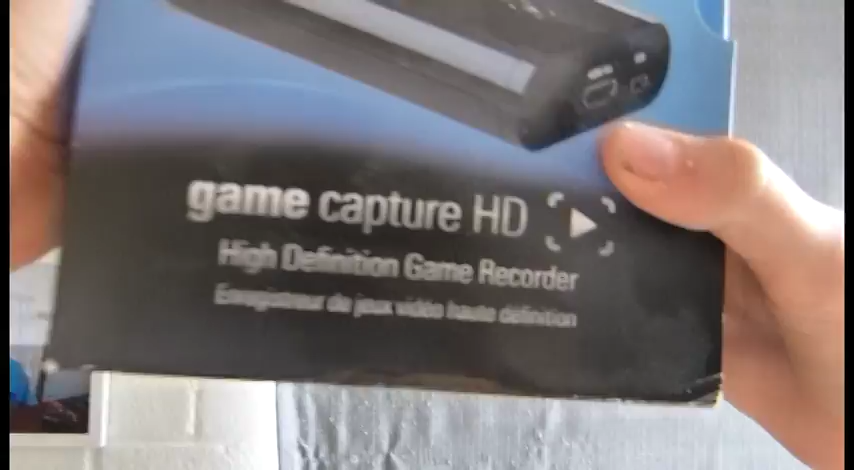 game capture HD
High Definition Game Recorder
Enregistreur de jeux vidéo haute définition